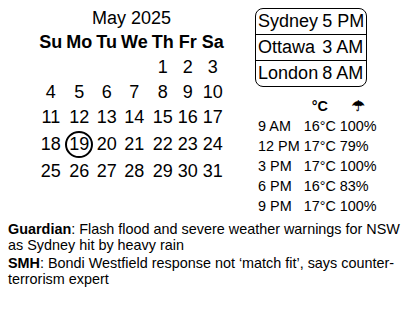 May 2025
Su Mo Tu We Th Fr Sa
1 2 3
4 5 6 7 8 9 10
11 12 13 14 15 16 17
18 19 20 21 22 23 24
25 26 27 28 29 30 31
Sydney 5 PM
Ottawa 3 AM
London 8 AM
°C ☂
9 AM 16°C 100%
12 PM 17°C 79%
3 PM 17°C 100%
6 PM 16°C 83%
9 PM 17°C 100%
Guardian: Flash flood and severe weather warnings for NSW
as Sydney hit by heavy rain
SMH: Bondi Westfield response not ‘match fit’, says counter-
terrorism expert